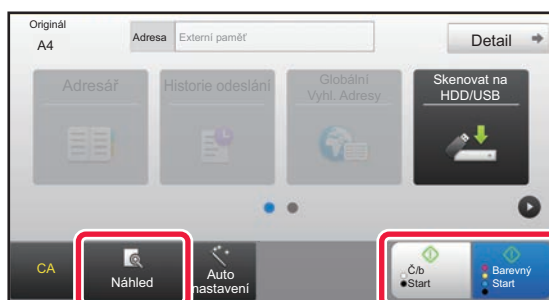 Originál
A4
Adresa
Externí paměť
Detail
Adresář
Historie odeslání
Globální
Vyhl. Adresy
Skenovat na
HDD/USB
CA
Náhled
Auto
nastavení
Č/b
Start
Barevný
Start